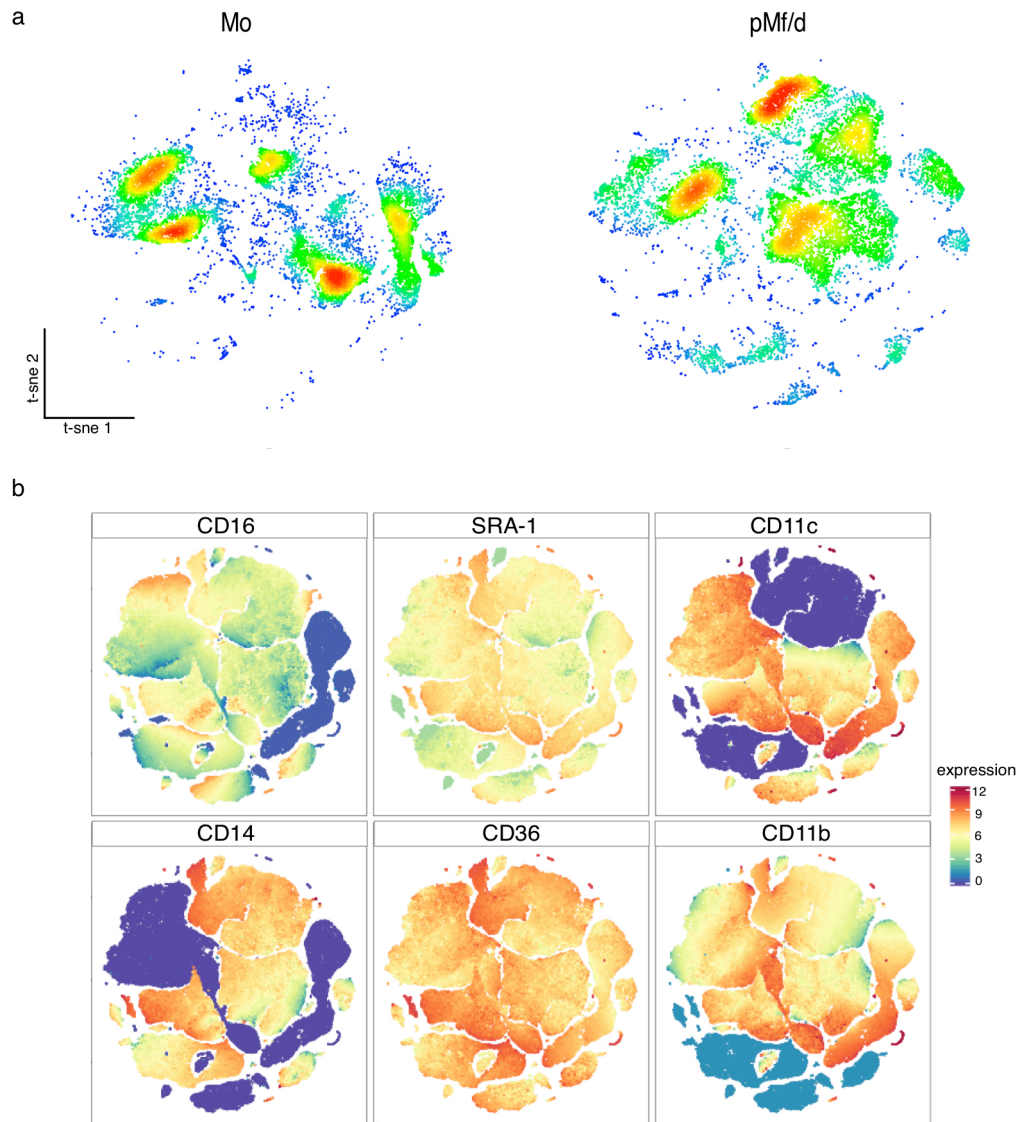 a
Mo
pMf/d
t-sne 2
t-sne 1
b
CD16
SRA-1
CD11c
expression
12
9
6
3
0
CD14
CD36
CD11b